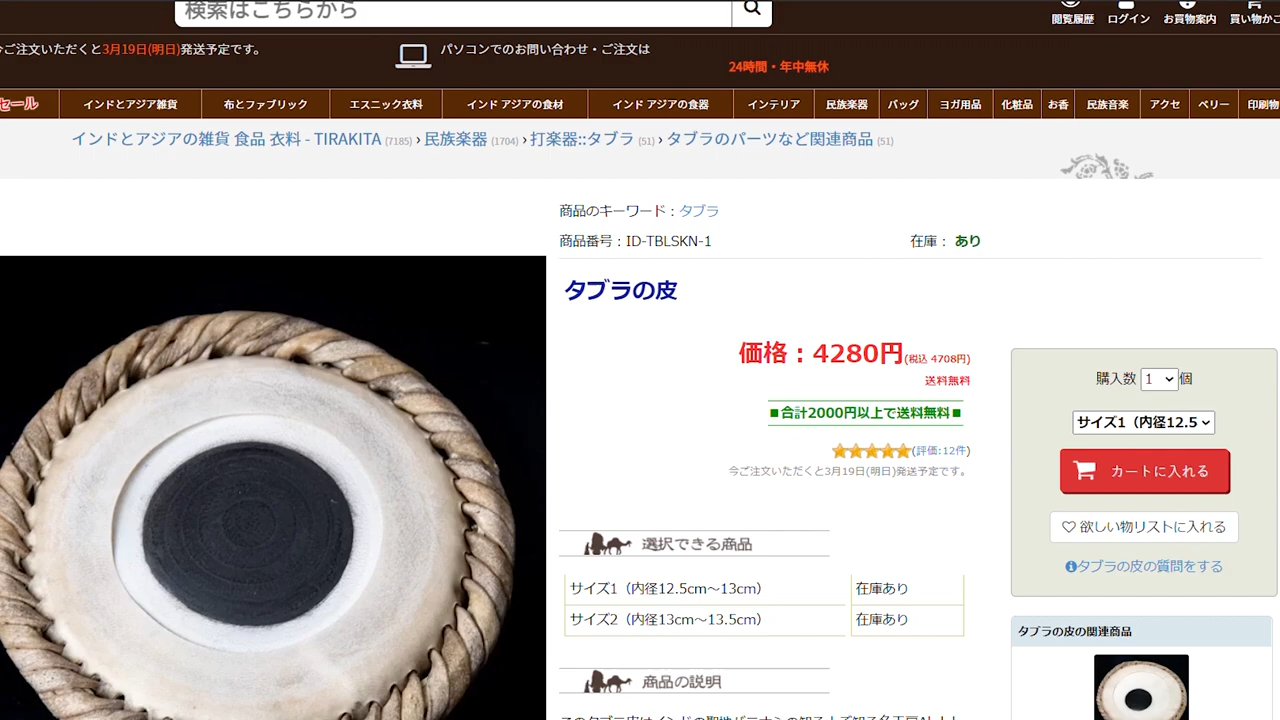 検索はこちらから
閲覧履歴 ログイン お買物案内 買い物かご
今ご注文いただくと3月19日(明日)発送予定です。
パソコンでのお問い合わせ・ご注文は
24時間・年中無休
セール インドとアジア雑貨 布とファブリック エスニック衣料 インド アジアの食材 インド アジアの食器 インテリア 民族楽器 バッグ ヨガ用品 化粧品 お香 民族音楽 アクセ ベリー 印刷物
インドとアジアの雑貨 食品 衣料 - TIRAKITA (7185) › 民族楽器 (1704) › 打楽器::タブラ (51) › タブラのパーツなど関連商品 (51)
商品のキーワード：タブラ
商品番号：ID-TBLSKN-1
在庫： あり
タブラの皮
価格：4280円(税込 4708円)
送料無料
■合計2000円以上で送料無料■
(評価:12件)
今ご注文いただくと3月19日(明日)発送予定です。
購入数 1 個
サイズ1（内径12.5
カートに入れる
♡ 欲しい物リストに入れる
タブラの皮の質問をする
選択できる商品
サイズ1（内径12.5cm～13cm） 在庫あり
サイズ2（内径13cm～13.5cm） 在庫あり
タブラの皮の関連商品
商品の説明